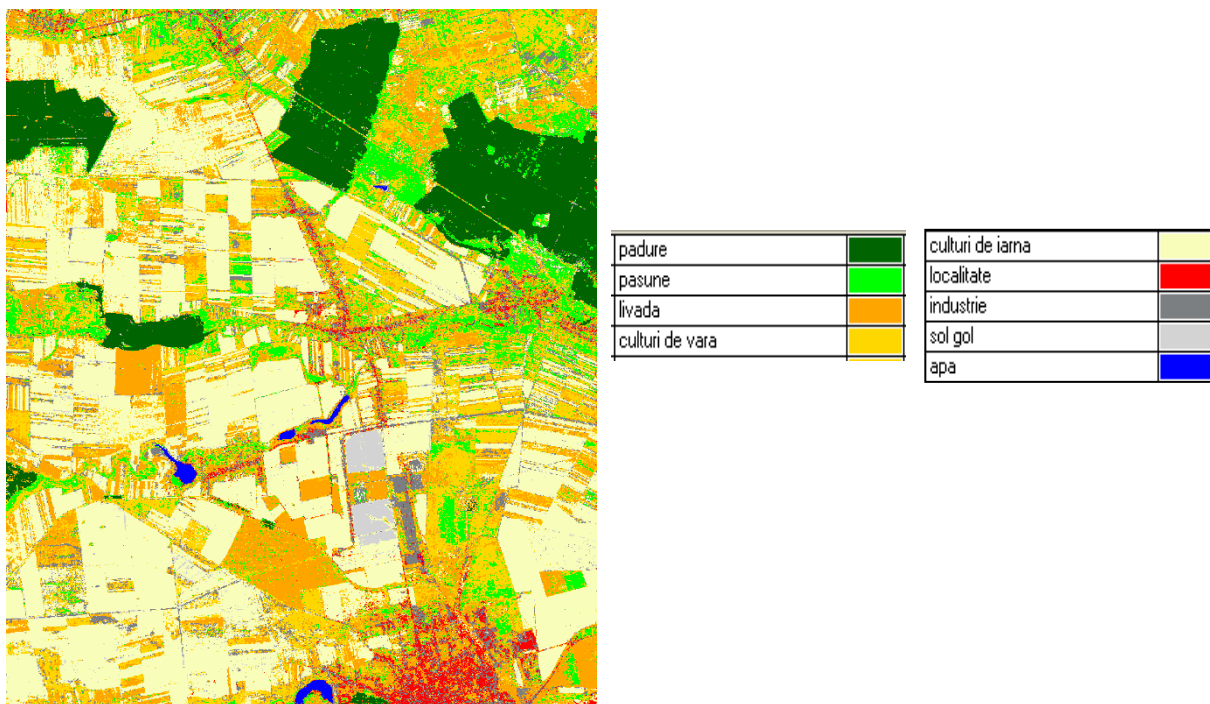 padure
pasune
livada
culturi de vara
culturi de iarna
localitate
industrie
sol gol
apa